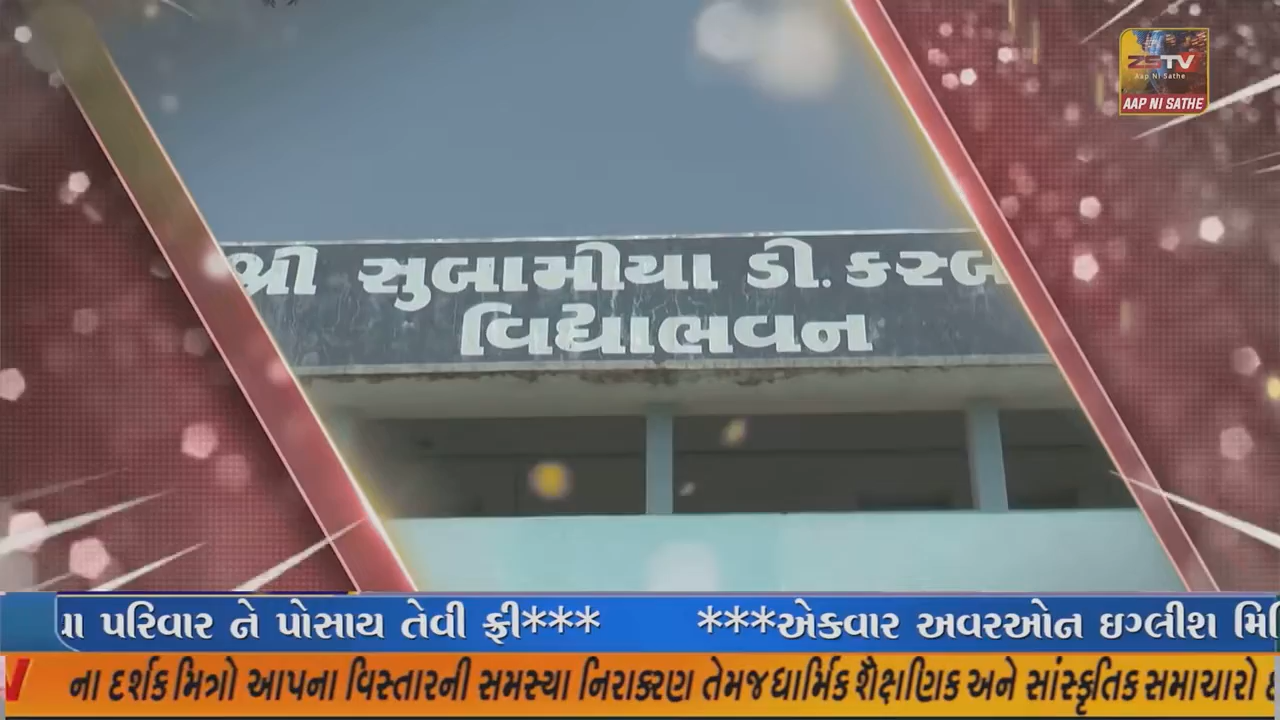 ZSTV
Aap Ni Sathe
AAP NI SATHE
શ્રી સુબામીયા ડી. કરબ
વિદ્યાભવન
પરિવાર ને પોસાય તેવી ફ્રી*** ***એકવાર અવરઓન ઇગ્લીશ
ના દર્શક મિત્રો આપના વિસ્તારની સમસ્યા નિરાકરણ તેમજ ધાર્મિક શૈક્ષણિક અને સાંસ્કૃતિક સમાચારો